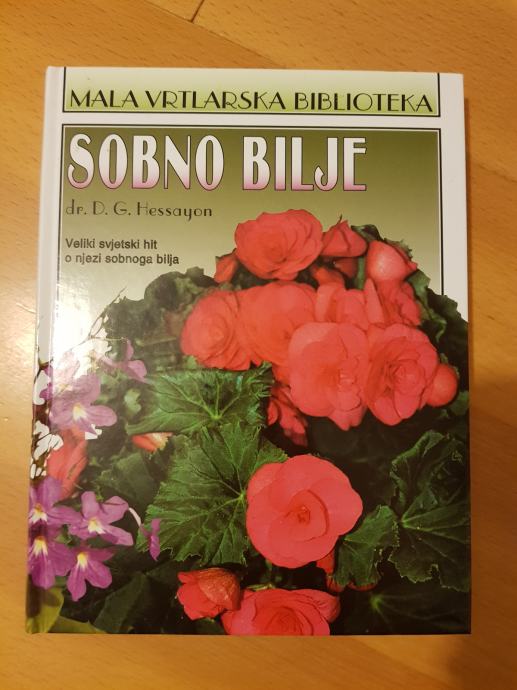 MALA VRTLARSKA BIBLIOTEKA
SOBNO BILJE
dr. D. G. Hessayon
Veliki svjetski hit
o njezi sobnoga bilja